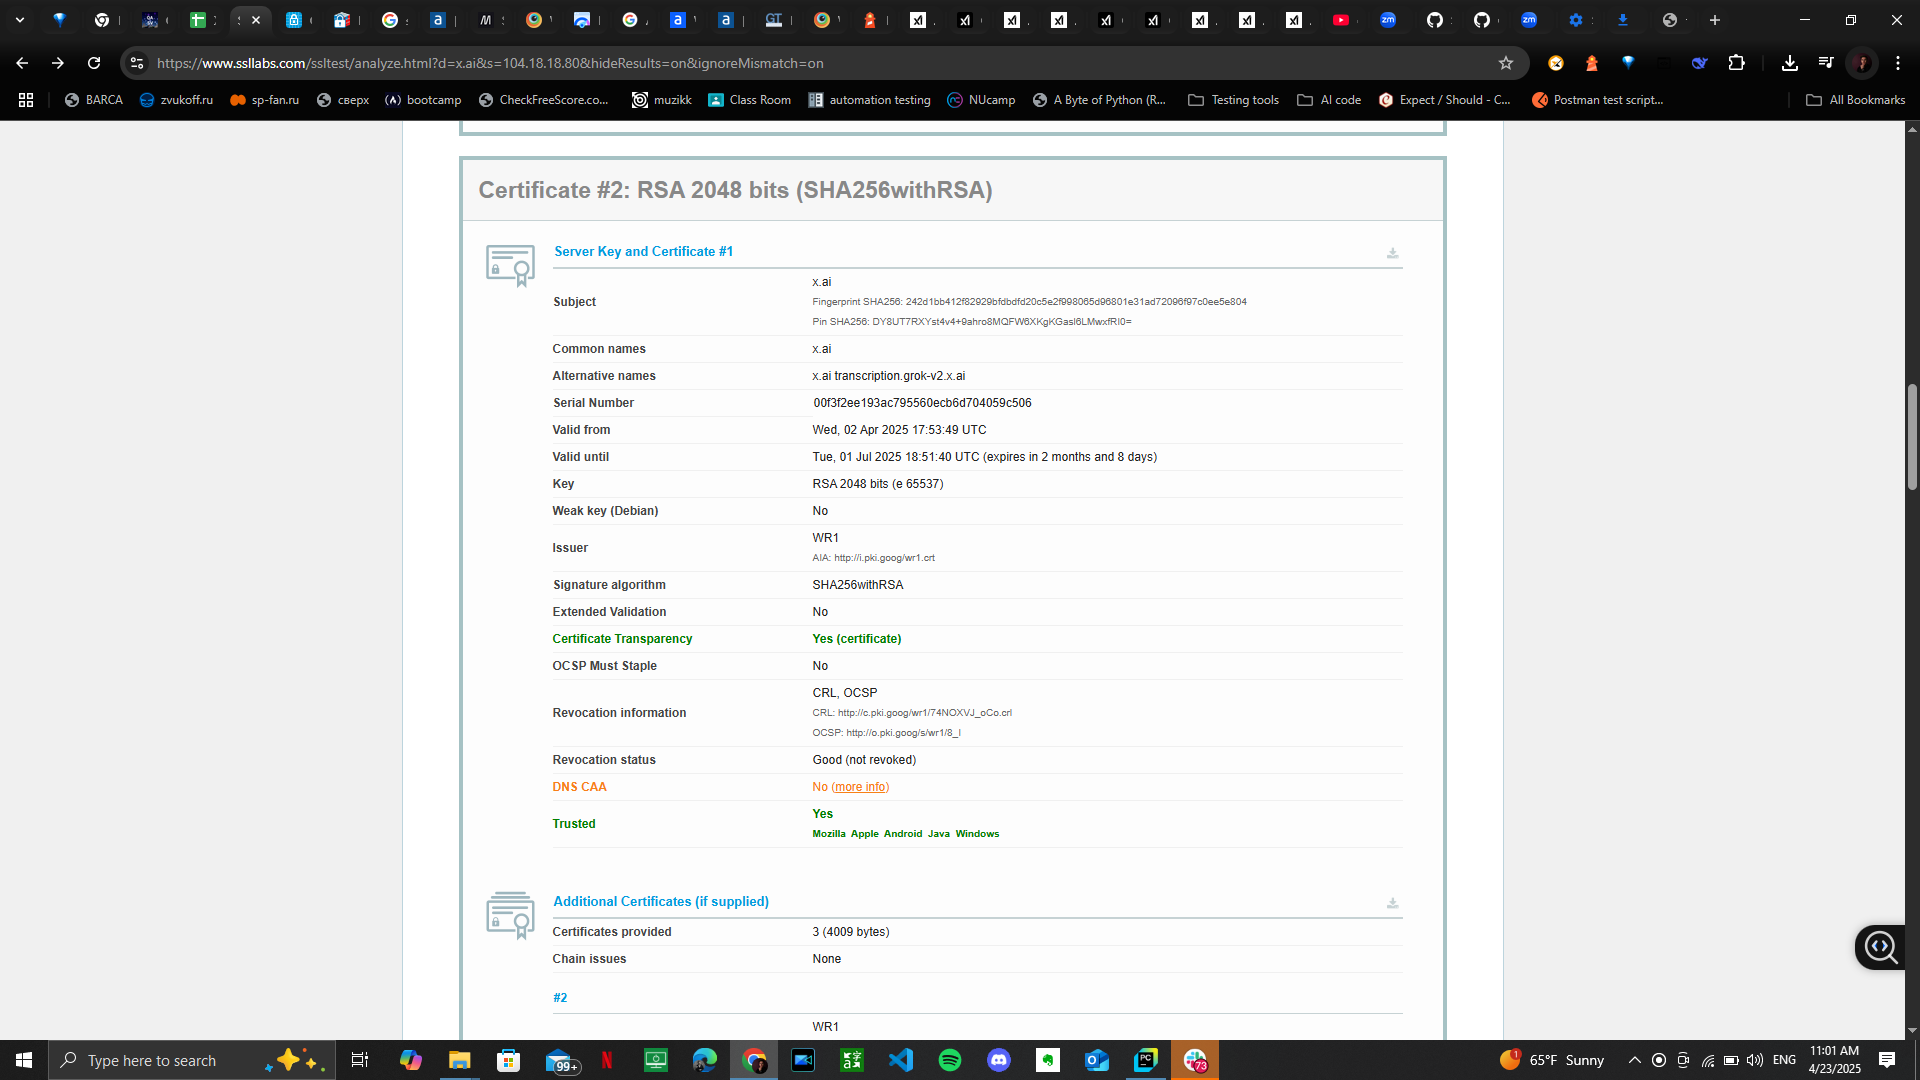 https://www.ssllabs.com/ssltest/analyze.html?d=x.ai&s=104.18.18.80&hideResults=on&ignoreMismatch=on
BARCA zvukoff.ru sp-fan.ru сверх bootcamp CheckFreeScore.co... muzikk Class Room automation testing NUcamp A Byte of Python (R... Testing tools AI code Expect / Should - C... Postman test script... All Bookmarks
Certificate #2: RSA 2048 bits (SHA256withRSA)
Server Key and Certificate #1
Subject
x.ai
Fingerprint SHA256: 242d1bb412f82929bfdbdfd20c5e2f998065d96801e31ad72096f97c0ee5e804
Pin SHA256: DY8UT7RXYst4v4+9ahro8MQFW6XKgKGasl6LMwxfRI0=
Common names x.ai
Alternative names x.ai transcription.grok-v2.x.ai
Serial Number 00f3f2ee193ac795560ecb6d704059c506
Valid from Wed, 02 Apr 2025 17:53:49 UTC
Valid until Tue, 01 Jul 2025 18:51:40 UTC (expires in 2 months and 8 days)
Key RSA 2048 bits (e 65537)
Weak key (Debian) No
Issuer
WR1
AIA: http://i.pki.goog/wr1.crt
Signature algorithm SHA256withRSA
Extended Validation No
Certificate Transparency Yes (certificate)
OCSP Must Staple No
Revocation information
CRL, OCSP
CRL: http://c.pki.goog/wr1/74NOXVJ_oCo.crl
OCSP: http://o.pki.goog/s/wr1/8_I
Revocation status Good (not revoked)
DNS CAA No (more info)
Trusted
Yes
Mozilla Apple Android Java Windows
Additional Certificates (if supplied)
Certificates provided 3 (4009 bytes)
Chain issues None
#2
WR1
Type here to search
99+
73
1
65°F Sunny
ENG
11:01 AM
4/23/2025